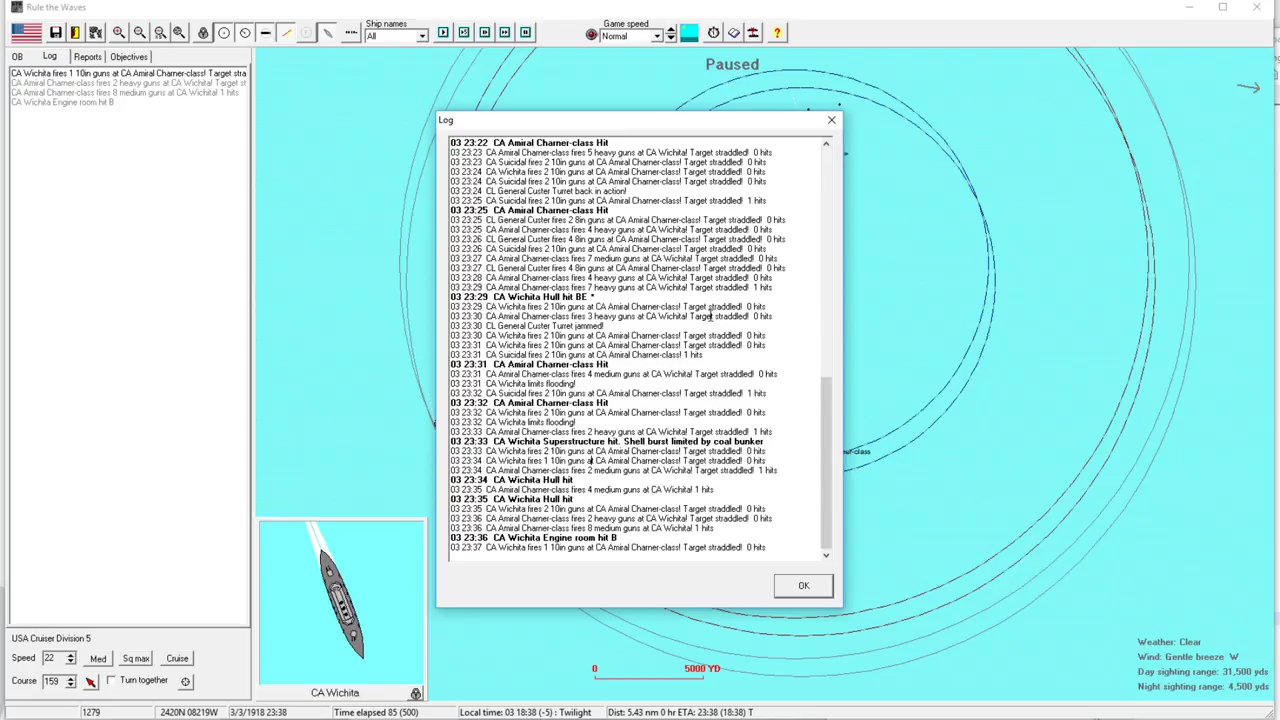 Rule the Waves
Ship names
All
Game speed
Normal
OB
Log
Reports
Objectives
CA Wichita fires 1 10in guns at CA Amiral Charner-class! Target stra
CA Amiral Charner-class fires 2 heavy guns at CA Wichita! Target st
CA Amiral Charner-class fires 8 medium guns at CA Wichita! 1 hits
CA Wichita Engine room hit B
Paused
Log
03 23:22 CA Amiral Charner-class Hit
03 23:23 CA Amiral Charner-class fires 5 heavy guns at CA Wichita! Target straddled! 0 hits
03 23:23 CA Suicidal fires 2 10in guns at CA Amiral Charner-class! Target straddled! 0 hits
03 23:24 CA Wichita fires 2 10in guns at CA Amiral Charner-class! Target straddled! 0 hits
03 23:24 CA Suicidal fires 2 10in guns at CA Amiral Charner-class! Target straddled! 0 hits
03 23:24 CL General Custer Turret back in action!
03 23:25 CA Suicidal fires 2 10in guns at CA Amiral Charner-class! Target straddled! 1 hits
03 23:25 CA Amiral Charner-class Hit
03 23:25 CL General Custer fires 2 8in guns at CA Amiral Charner-class! Target straddled! 0 hits
03 23:25 CA Amiral Charner-class fires 4 heavy guns at CA Wichita! Target straddled! 0 hits
03 23:26 CL General Custer fires 4 8in guns at CA Amiral Charner-class! Target straddled! 0 hits
03 23:26 CA Suicidal fires 2 10in guns at CA Amiral Charner-class! Target straddled! 0 hits
03 23:27 CA Amiral Charner-class fires 7 medium guns at CA Wichita! Target straddled! 0 hits
03 23:27 CL General Custer fires 4 8in guns at CA Amiral Charner-class! Target straddled! 0 hits
03 23:28 CA Amiral Charner-class fires 4 heavy guns at CA Wichita! Target straddled! 0 hits
03 23:29 CA Amiral Charner-class fires 7 heavy guns at CA Wichita! Target straddled! 1 hits
03 23:29 CA Wichita Hull hit BE *
03 23:29 CA Wichita fires 2 10in guns at CA Amiral Charner-class! Target straddled! 0 hits
03 23:30 CA Amiral Charner-class fires 3 heavy guns at CA Wichita! Target straddled! 0 hits
03 23:30 CL General Custer Turret jammed!
03 23:30 CA Wichita fires 2 10in guns at CA Amiral Charner-class! Target straddled! 0 hits
03 23:31 CA Wichita fires 2 10in guns at CA Amiral Charner-class! Target straddled! 0 hits
03 23:31 CA Suicidal fires 2 10in guns at CA Amiral Charner-class! 1 hits
03 23:31 CA Amiral Charner-class Hit
03 23:31 CA Amiral Charner-class fires 4 medium guns at CA Wichita! Target straddled! 0 hits
03 23:31 CA Wichita limits flooding!
03 23:32 CA Suicidal fires 2 10in guns at CA Amiral Charner-class! Target straddled! 1 hits
03 23:32 CA Amiral Charner-class Hit
03 23:32 CA Wichita fires 2 10in guns at CA Amiral Charner-class! Target straddled! 0 hits
03 23:32 CA Wichita limits flooding!
03 23:33 CA Amiral Charner-class fires 2 heavy guns at CA Wichita! Target straddled! 1 hits
03 23:33 CA Wichita Superstructure hit. Shell burst limited by coal bunker
03 23:33 CA Wichita fires 2 10in guns at CA Amiral Charner-class! Target straddled! 0 hits
03 23:34 CA Wichita fires 1 10in guns at CA Amiral Charner-class! Target straddled! 0 hits
03 23:34 CA Amiral Charner-class fires 2 medium guns at CA Wichita! Target straddled! 1 hits
03 23:34 CA Wichita Hull hit
03 23:35 CA Amiral Charner-class fires 4 medium guns at CA Wichita! 1 hits
03 23:35 CA Wichita Hull hit
03 23:35 CA Wichita fires 2 10in guns at CA Amiral Charner-class! Target straddled! 0 hits
03 23:36 CA Amiral Charner-class fires 2 heavy guns at CA Wichita! Target straddled! 0 hits
03 23:36 CA Amiral Charner-class fires 8 medium guns at CA Wichita! 1 hits
03 23:36 CA Wichita Engine room hit B
03 23:37 CA Wichita fires 1 10in guns at CA Amiral Charner-class! Target straddled! 0 hits
OK
USA Cruiser Division 5
Speed 22 Med Sq max Cruise
Course 159 Turn together
CA Wichita
0 5000 YD
Weather: Clear
Wind: Gentle breeze W
Day sighting range: 31,500 yds
Night sighting range: 4,500 yds
1279
2420N 08219W
3/3/1918 23:38
Time elapsed 85 (500)
Local time: 03 18:38 (-5) : Twilight
Dist: 5.43 nm 0 hr ETA: 23:38 (18:38) T